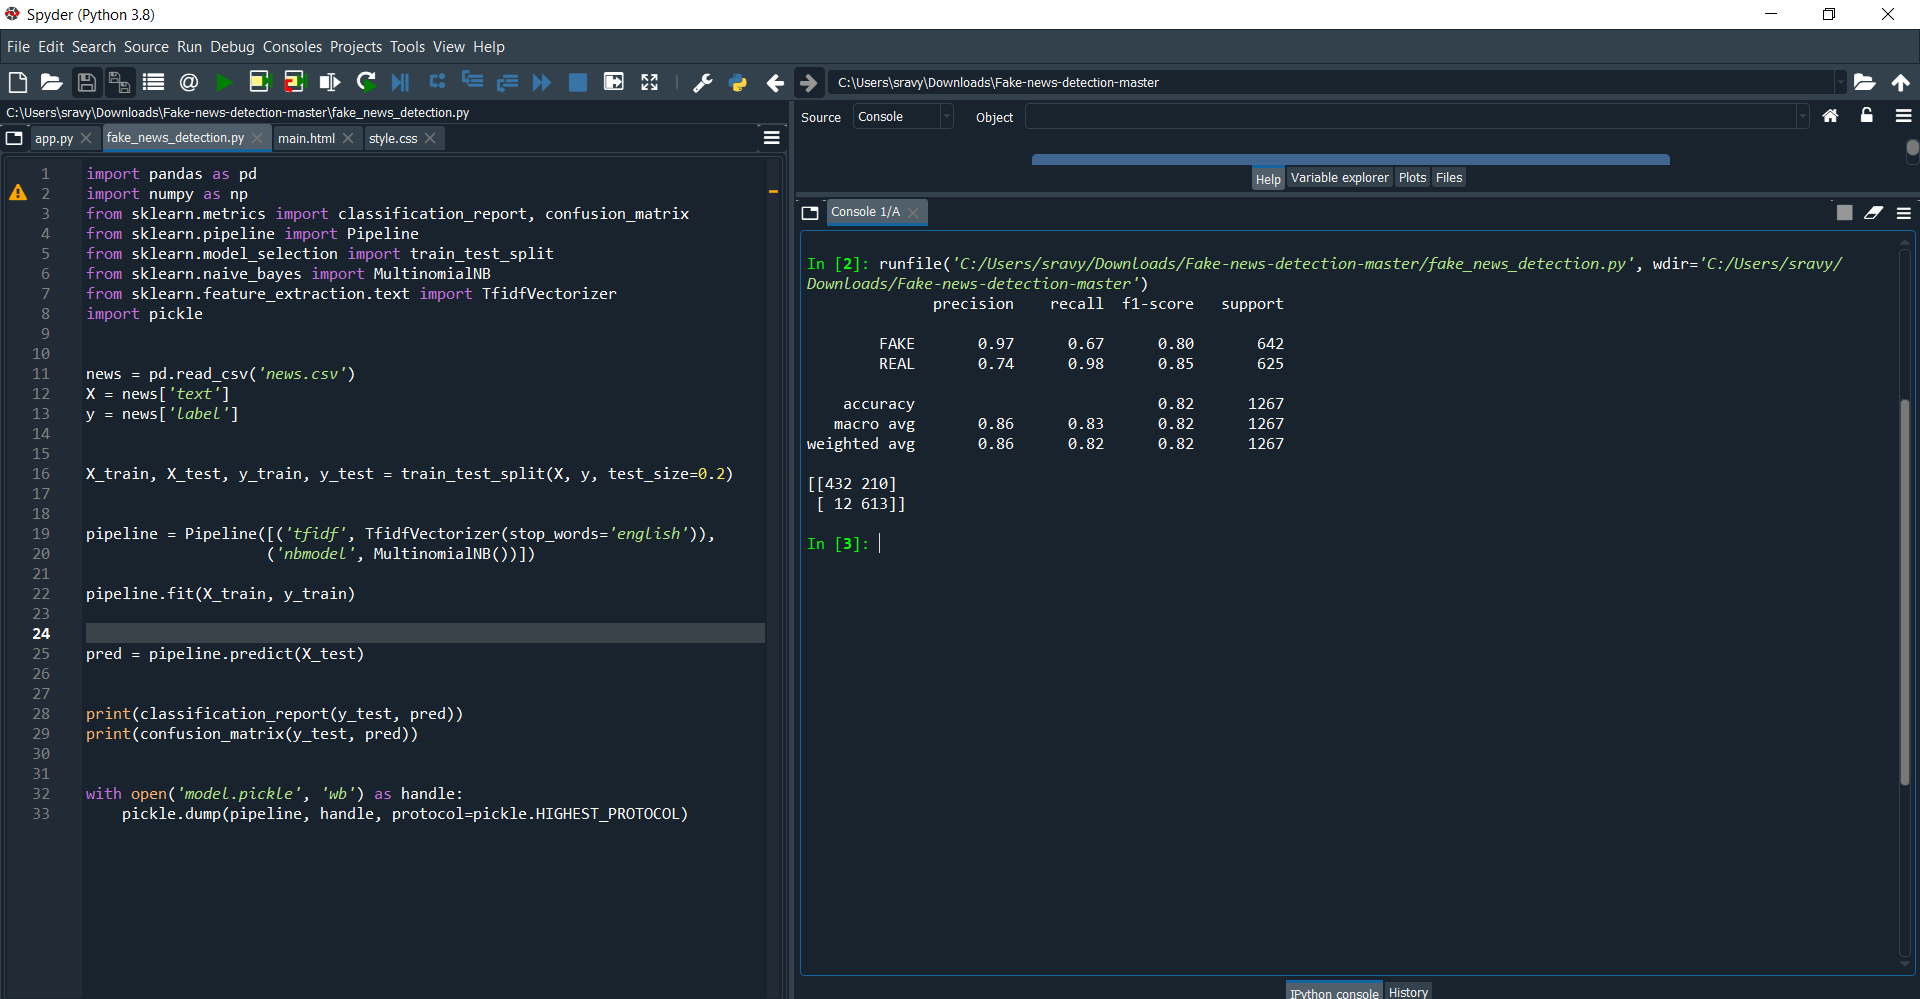 Spyder (Python 3.8)
File Edit Search Source Run Debug Consoles Projects Tools View Help
C:\Users\sravy\Downloads\Fake-news-detection-master
C:\Users\sravy\Downloads\Fake-news-detection-master\fake_news_detection.py
app.py fake_news_detection.py main.html style.css
1 import pandas as pd
2 import numpy as np
3 from sklearn.metrics import classification_report, confusion_matrix
4 from sklearn.pipeline import Pipeline
5 from sklearn.model_selection import train_test_split
6 from sklearn.naive_bayes import MultinomialNB
7 from sklearn.feature_extraction.text import TfidfVectorizer
8 import pickle
9
10
11 news = pd.read_csv('news.csv')
12 X = news['text']
13 y = news['label']
14
15
16 X_train, X_test, y_train, y_test = train_test_split(X, y, test_size=0.2)
17
18
19 pipeline = Pipeline([('tfidf', TfidfVectorizer(stop_words='english')),
20 ('nbmodel', MultinomialNB())])
21
22 pipeline.fit(X_train, y_train)
23
24
25 pred = pipeline.predict(X_test)
26
27
28 print(classification_report(y_test, pred))
29 print(confusion_matrix(y_test, pred))
30
31
32 with open('model.pickle', 'wb') as handle:
33 pickle.dump(pipeline, handle, protocol=pickle.HIGHEST_PROTOCOL)
Source Console Object
Help Variable explorer Plots Files
Console 1/A
In [2]: runfile('C:/Users/sravy/Downloads/Fake-news-detection-master/fake_news_detection.py', wdir='C:/Users/sravy/
Downloads/Fake-news-detection-master')
precision recall f1-score support
FAKE 0.97 0.67 0.80 642
REAL 0.74 0.98 0.85 625
accuracy 0.82 1267
macro avg 0.86 0.83 0.82 1267
weighted avg 0.86 0.82 0.82 1267
[[432 210]
[ 12 613]]
In [3]:
IPython console History